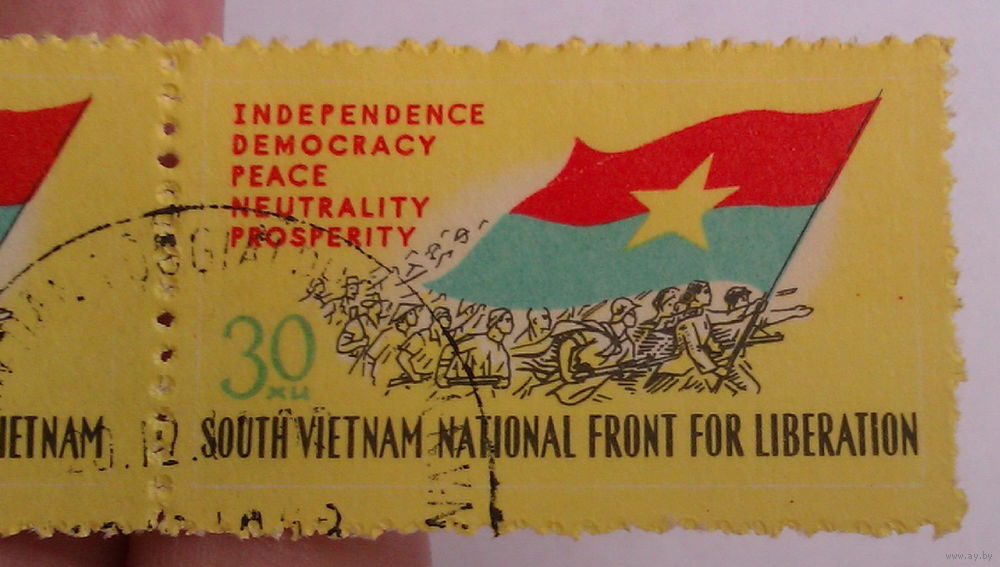 INDEPENDENCE
DEMOCRACY
PEACE
NEUTRALITY
PROSPERITY
30
xu
IETNAM
SOUTH VIETNAM NATIONAL FRONT FOR LIBERATION
www.ay.by